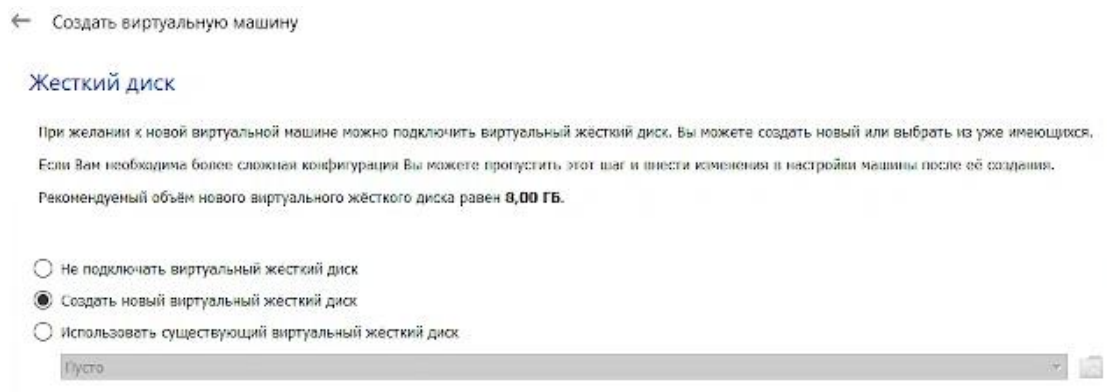 Создать виртуальную машину
Жесткий диск
При желании к новой виртуальной машине можно подключить виртуальный жёсткий диск. Вы можете создать новый или выбрать из уже имеющихся.
Если Вам необходима более сложная конфигурация Вы можете пропустить этот шаг и внести изменения в настройки машины после её создания.
Рекомендуемый объём нового виртуального жёсткого диска равен 8,00 ГБ.
Не подключать виртуальный жесткий диск
Создать новый виртуальный жесткий диск
Использовать существующий виртуальный жесткий диск
Пусто